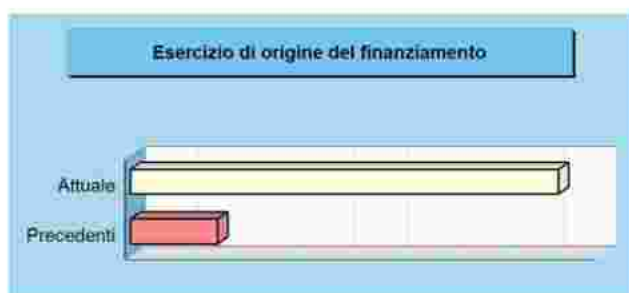 Esercizio di origine del finanziamento
Attuale
Precedenti